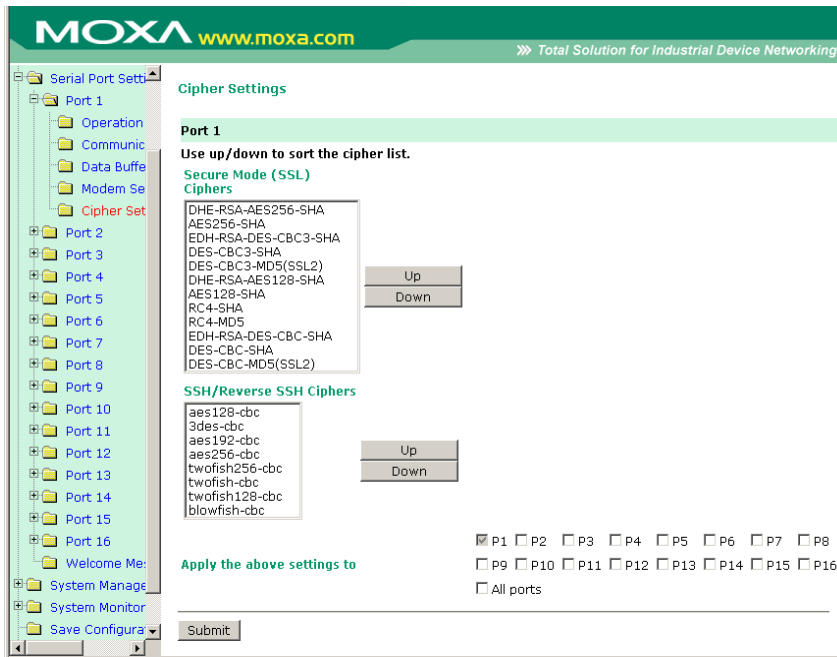 MOXA www.moxa.com
Total Solution for Industrial Device Networking
Serial Port Setti
Port 1
Operation
Communic
Data Buffe
Modem Se
Cipher Set
Port 2
Port 3
Port 4
Port 5
Port 6
Port 7
Port 8
Port 9
Port 10
Port 11
Port 12
Port 13
Port 14
Port 15
Port 16
Welcome Me
System Manage
System Monitor
Save Configura
Cipher Settings
Port 1
Use up/down to sort the cipher list.
Secure Mode (SSL)
Ciphers
DHE-RSA-AES256-SHA
AES256-SHA
EDH-RSA-DES-CBC3-SHA
DES-CBC3-SHA
DES-CBC3-MD5(SSL2)
DHE-RSA-AES128-SHA
AES128-SHA
RC4-SHA
RC4-MD5
EDH-RSA-DES-CBC-SHA
DES-CBC-SHA
DES-CBC-MD5(SSL2)
Up
Down
SSH/Reverse SSH Ciphers
aes128-cbc
3des-cbc
aes192-cbc
aes256-cbc
twofish256-cbc
twofish-cbc
twofish128-cbc
blowfish-cbc
Up
Down
Apply the above settings to
P1 P2 P3 P4 P5 P6 P7 P8
P9 P10 P11 P12 P13 P14 P15 P16
All ports
Submit